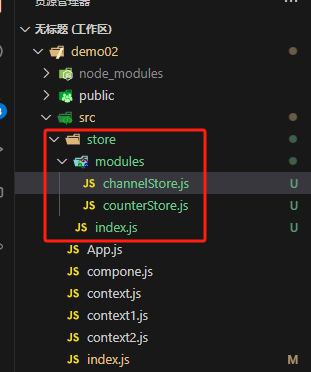 资源管理器
无标题 (工作区)
demo02
node_modules
public
src
store
modules
JS channelStore.js U
JS counterStore.js U
JS index.js U
JS App.js
JS compone.js
JS context.js
JS context1.js
JS context2.js
JS index.js M